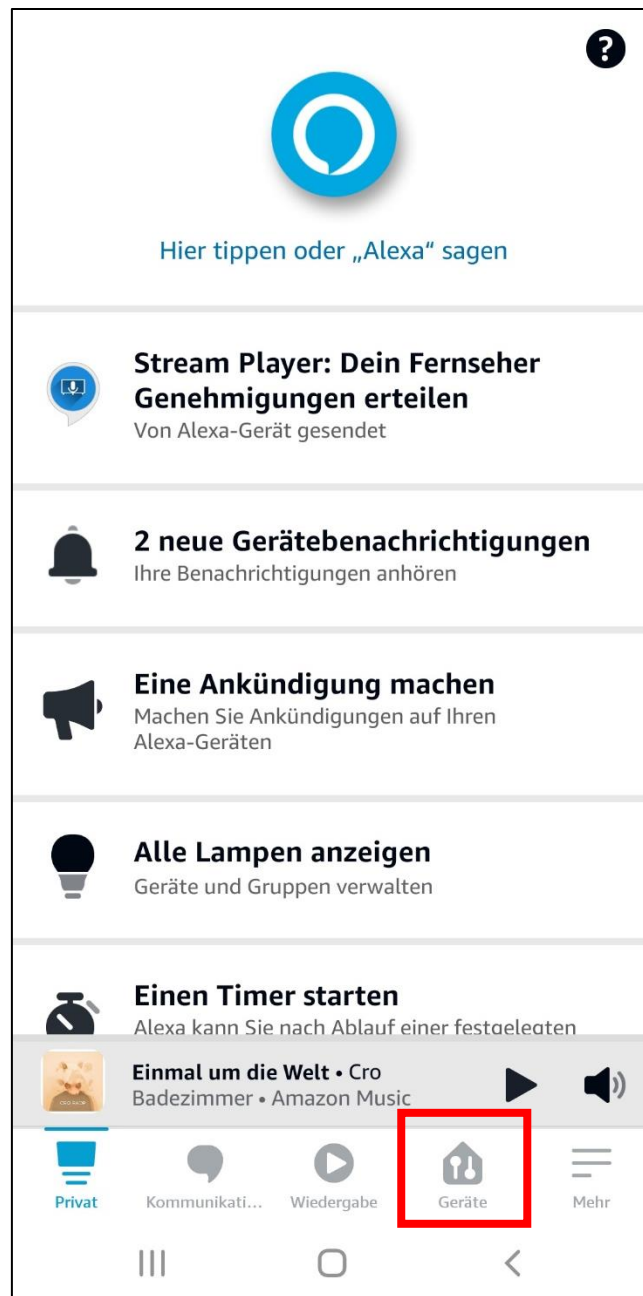 ?
Hier tippen oder „Alexa“ sagen
Stream Player: Dein Fernseher
Genehmigungen erteilen
Von Alexa-Gerät gesendet
2 neue Gerätebenachrichtigungen
Ihre Benachrichtigungen anhören
Eine Ankündigung machen
Machen Sie Ankündigungen auf Ihren
Alexa-Geräten
Alle Lampen anzeigen
Geräte und Gruppen verwalten
Einen Timer starten
Alexa kann Sie nach Ablauf einer festgelegten
Einmal um die Welt • Cro
Badezimmer • Amazon Music
Privat Kommunikati... Wiedergabe Geräte Mehr